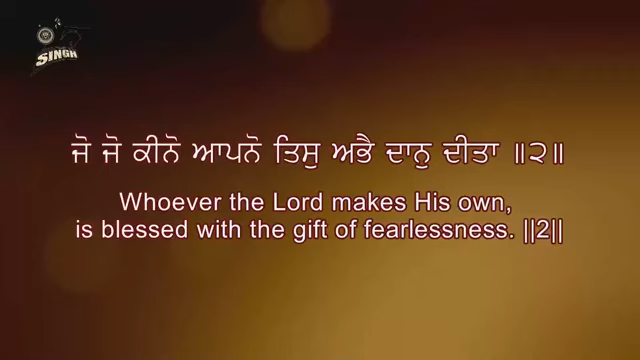 SINGH
ਜੋ ਜੋ ਕੀਨੋ ਆਪਨੋ ਤਿਸੁ ਅਭੈ ਦਾਨੁ ਦੀਤਾ ॥੨॥
Whoever the Lord makes His own,
is blessed with the gift of fearlessness. ||2||